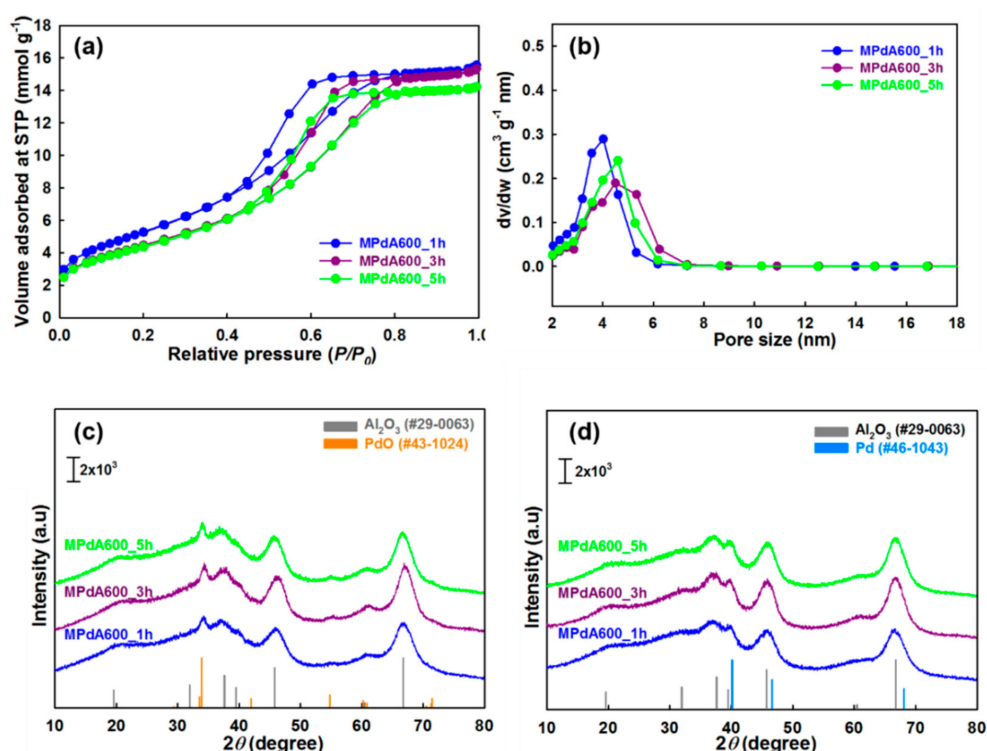 (a)
Volume adsorbed at STP (mmol g⁻¹)
18
16
14
12
10
8
6
4
2
0
0.0 0.2 0.4 0.6 0.8 1.0
Relative pressure (P/P₀)
MPdA600_1h
MPdA600_3h
MPdA600_5h
(b)
dv/dw (cm³ g⁻¹ nm)
0.5
0.4
0.3
0.2
0.1
0.0
2 4 6 8 10 12 14 16 18
Pore size (nm)
MPdA600_1h
MPdA600_3h
MPdA600_5h
(c)
Al₂O₃ (#29-0063)
PdO (#43-1024)
2x10³
Intensity (a.u)
MPdA600_5h
MPdA600_3h
MPdA600_1h
10 20 30 40 50 60 70 80
2θ (degree)
(d)
Al₂O₃ (#29-0063)
Pd (#46-1043)
2x10³
Intensity (a.u)
MPdA600_5h
MPdA600_3h
MPdA600_1h
10 20 30 40 50 60 70 80
2θ (degree)